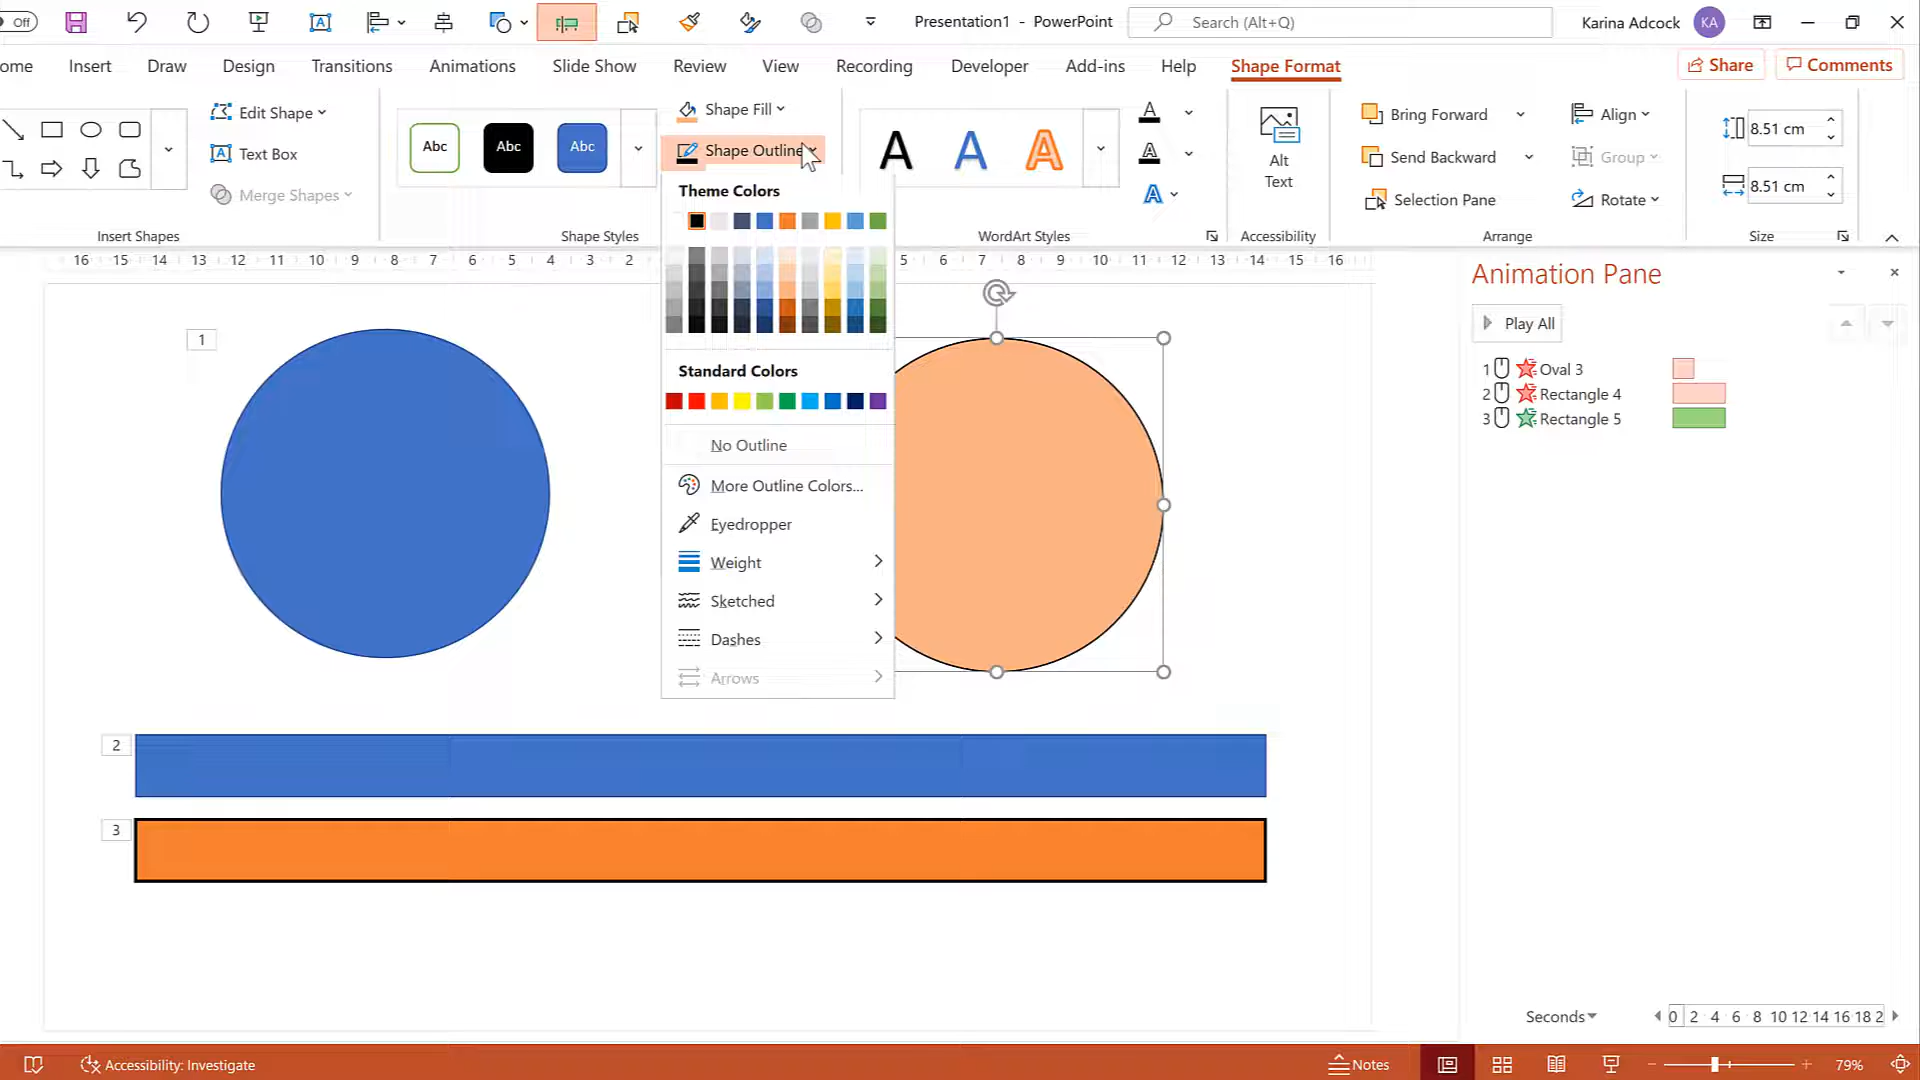 Off
Presentation1 - PowerPoint
Search (Alt+Q)
Karina Adcock
KA
ome
Insert
Draw
Design
Transitions
Animations
Slide Show
Review
View
Recording
Developer
Add-ins
Help
Shape Format
Share
Comments
Edit Shape
Text Box
Merge Shapes
Insert Shapes
Abc
Abc
Abc
Shape Styles
Shape Fill
Shape Outline
A A A
A
A
A
WordArt Styles
Alt
Text
Accessibility
Bring Forward
Send Backward
Selection Pane
Align
Group
Rotate
Arrange
8.51 cm
8.51 cm
Size
16 15 14 13 12 11 10 9 8 7 6 5 4 3 2
5 6 7 8 9 10 11 12 13 14 15 16
Theme Colors
Standard Colors
No Outline
More Outline Colors...
Eyedropper
Weight
Sketched
Dashes
Arrows
1
2
3
Animation Pane
Play All
1 Oval 3
2 Rectangle 4
3 Rectangle 5
Seconds
0 2 4 6 8 10 12 14 16 18 2
Accessibility: Investigate
Notes
79%